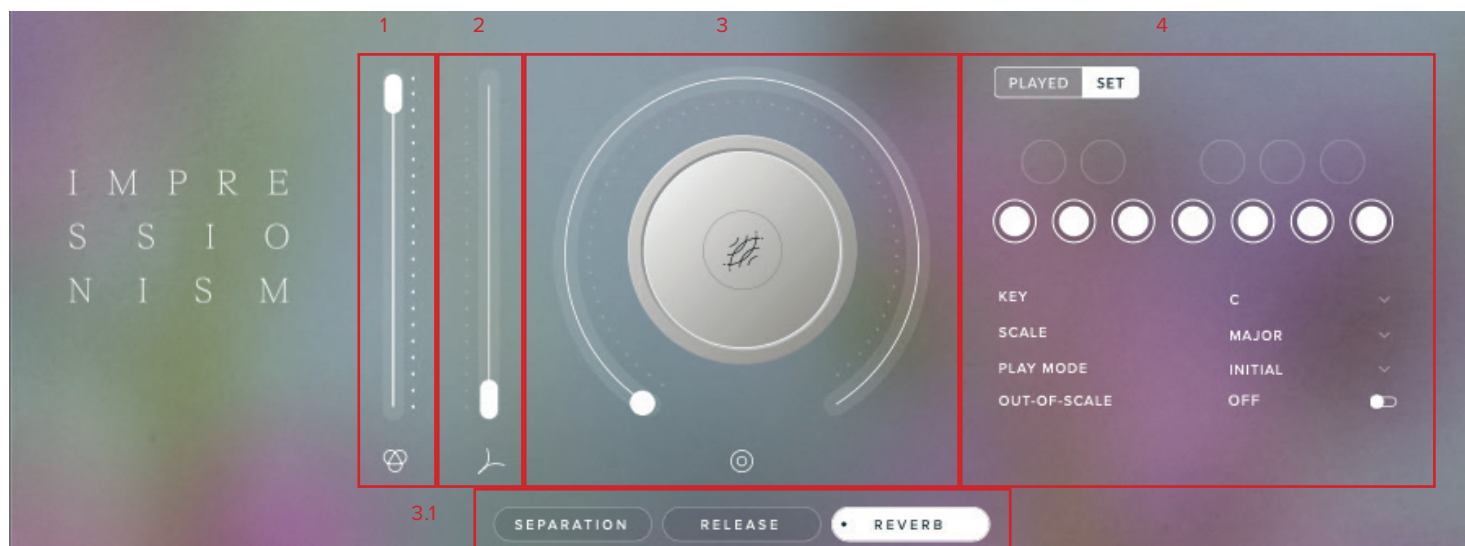 1
2
3
4
PLAYED SET
I M P R E
S S I O
N I S M
KEY C
SCALE MAJOR
PLAY MODE INITIAL
OUT-OF-SCALE OFF
3.1
SEPARATION RELEASE REVERB